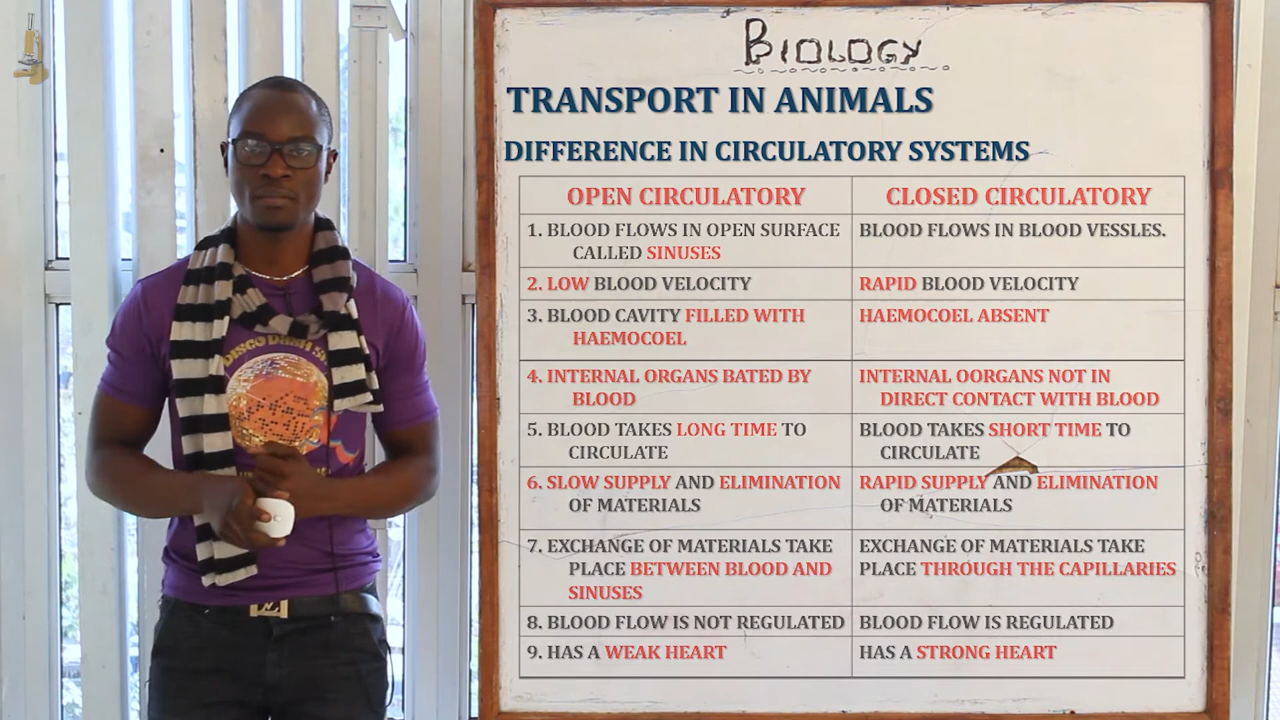 BIOLOGY
TRANSPORT IN ANIMALS
DIFFERENCE IN CIRCULATORY SYSTEMS
OPEN CIRCULATORY CLOSED CIRCULATORY
1. BLOOD FLOWS IN OPEN SURFACE
CALLED SINUSES
BLOOD FLOWS IN BLOOD VESSLES.
2. LOW BLOOD VELOCITY
RAPID BLOOD VELOCITY
3. BLOOD CAVITY FILLED WITH
HAEMOCOEL
HAEMOCOEL ABSENT
4. INTERNAL ORGANS BATED BY
BLOOD
INTERNAL OORGANS NOT IN
DIRECT CONTACT WITH BLOOD
5. BLOOD TAKES LONG TIME TO
CIRCULATE
BLOOD TAKES SHORT TIME TO
CIRCULATE
6. SLOW SUPPLY AND ELIMINATION
OF MATERIALS
RAPID SUPPLY AND ELIMINATION
OF MATERIALS
7. EXCHANGE OF MATERIALS TAKE
PLACE BETWEEN BLOOD AND
SINUSES
EXCHANGE OF MATERIALS TAKE
PLACE THROUGH THE CAPILLARIES
8. BLOOD FLOW IS NOT REGULATED
BLOOD FLOW IS REGULATED
9. HAS A WEAK HEART
HAS A STRONG HEART